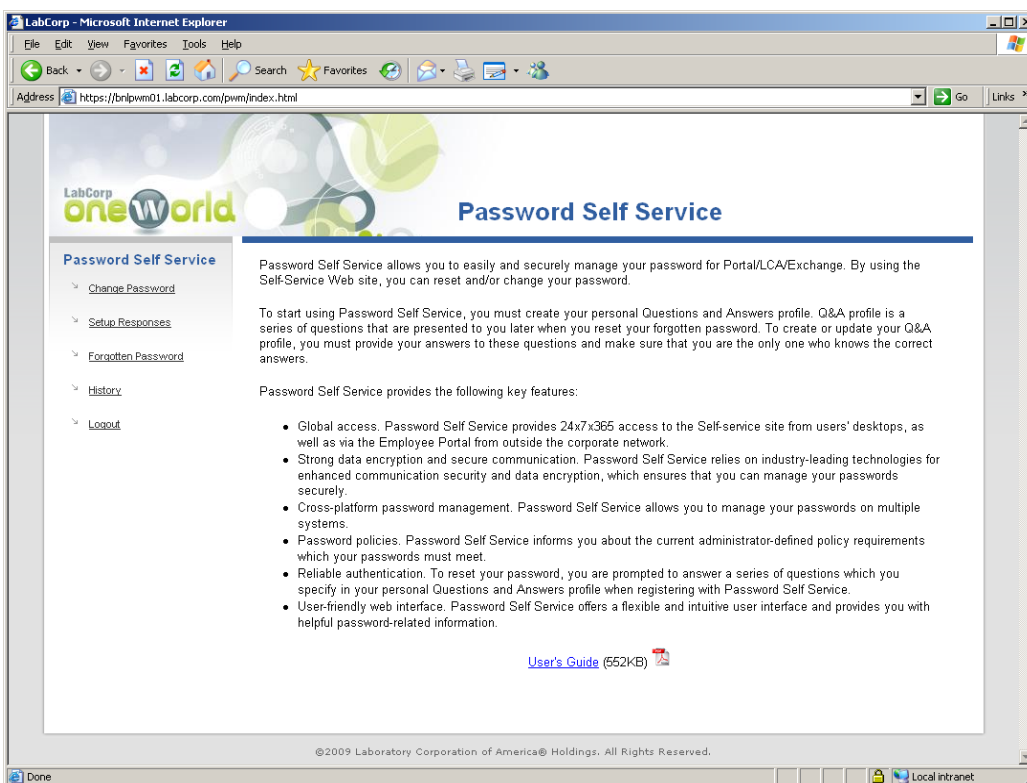 LabCorp - Microsoft Internet Explorer
File Edit View Favorites Tools Help
Back Search Favorites
Address https://bnlpwm01.labcorp.com/pwm/index.html Go Links »
LabCorp
oneworld
Password Self Service
Password Self Service
Change Password
Setup Responses
Forgotten Password
History
Logout
Password Self Service allows you to easily and securely manage your password for Portal/LCA/Exchange. By using the
Self-Service Web site, you can reset and/or change your password.
To start using Password Self Service, you must create your personal Questions and Answers profile. Q&A profile is a
series of questions that are presented to you later when you reset your forgotten password. To create or update your Q&A
profile, you must provide your answers to these questions and make sure that you are the only one who knows the correct
answers.
Password Self Service provides the following key features:
• Global access. Password Self Service provides 24x7x365 access to the Self-service site from users' desktops, as
well as via the Employee Portal from outside the corporate network.
• Strong data encryption and secure communication. Password Self Service relies on industry-leading technologies for
enhanced communication security and data encryption, which ensures that you can manage your passwords
securely.
• Cross-platform password management. Password Self Service allows you to manage your passwords on multiple
systems.
• Password policies. Password Self Service informs you about the current administrator-defined policy requirements
which your passwords must meet.
• Reliable authentication. To reset your password, you are prompted to answer a series of questions which you
specify in your personal Questions and Answers profile when registering with Password Self Service.
• User-friendly web interface. Password Self Service offers a flexible and intuitive user interface and provides you with
helpful password-related information.
User's Guide (552KB)
©2009 Laboratory Corporation of America® Holdings. All Rights Reserved.
Done Local intranet